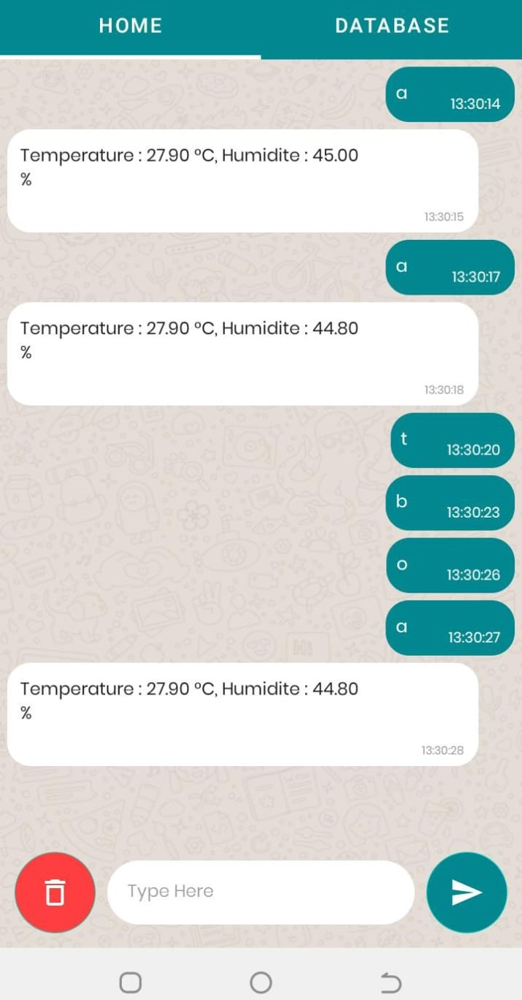 HOME DATABASE
a
13:30:14
Temperature : 27.90 °C, Humidite : 45.00
%
13:30:15
a
13:30:17
Temperature : 27.90 °C, Humidite : 44.80
%
13:30:18
t
13:30:20
b
13:30:23
o
13:30:26
a
13:30:27
Temperature : 27.90 °C, Humidite : 44.80
%
13:30:28
Type Here